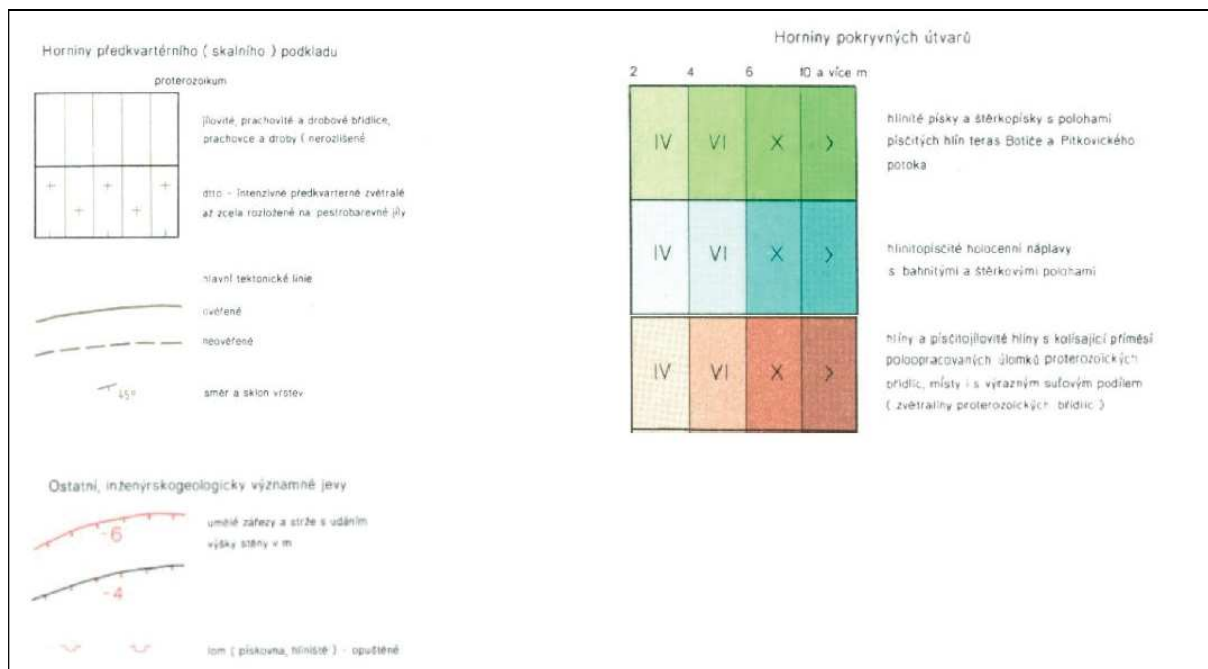 Horniny předkvartérního ( skalního ) podkladu
proterozoikum
jílovité, prachovité a drobové břidlice,
prachovce a droby ( nerozlišené
dtto - intenzivně předkvarterně zvětralé
až zcela rozložené na pestrobarevné jíly
hlavní tektonické linie
ověřené
neověřené
45°
směr a sklon vrstev
Ostatní, inženýrskogeologicky významné jevy
-6
umělé zářezy a strže s udáním
výšky stěny v m
-4
lom ( pískovna, hliniště ) - opuštěné
Horniny pokryvných útvarů
2 4 6 10 a více m
IV VI X >
hlinité písky a štěrkopísky s polohami
písčitých hlín teras Botiče a Pitkovického
potoka
IV VI X >
hlinitopísčité holocenní náplavy
s bahnitými a štěrkovými polohami
IV VI X >
hlíny a písčitojílovité hlíny s kolísající příměsí
poloopracovaných úlomků proterozoických
břidlic, místy i s výrazným suťovým podílem
( zvětraliny proterozoických břidlic )